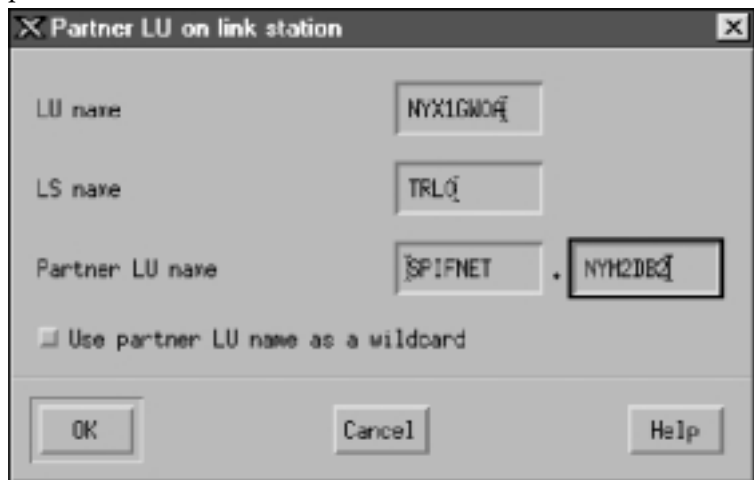 Partner LU on link station
LU name NYX1GW0A
LS name TRL0
Partner LU name SPIFNET . NYM2DB2
Use partner LU name as a wildcard
OK Cancel Help